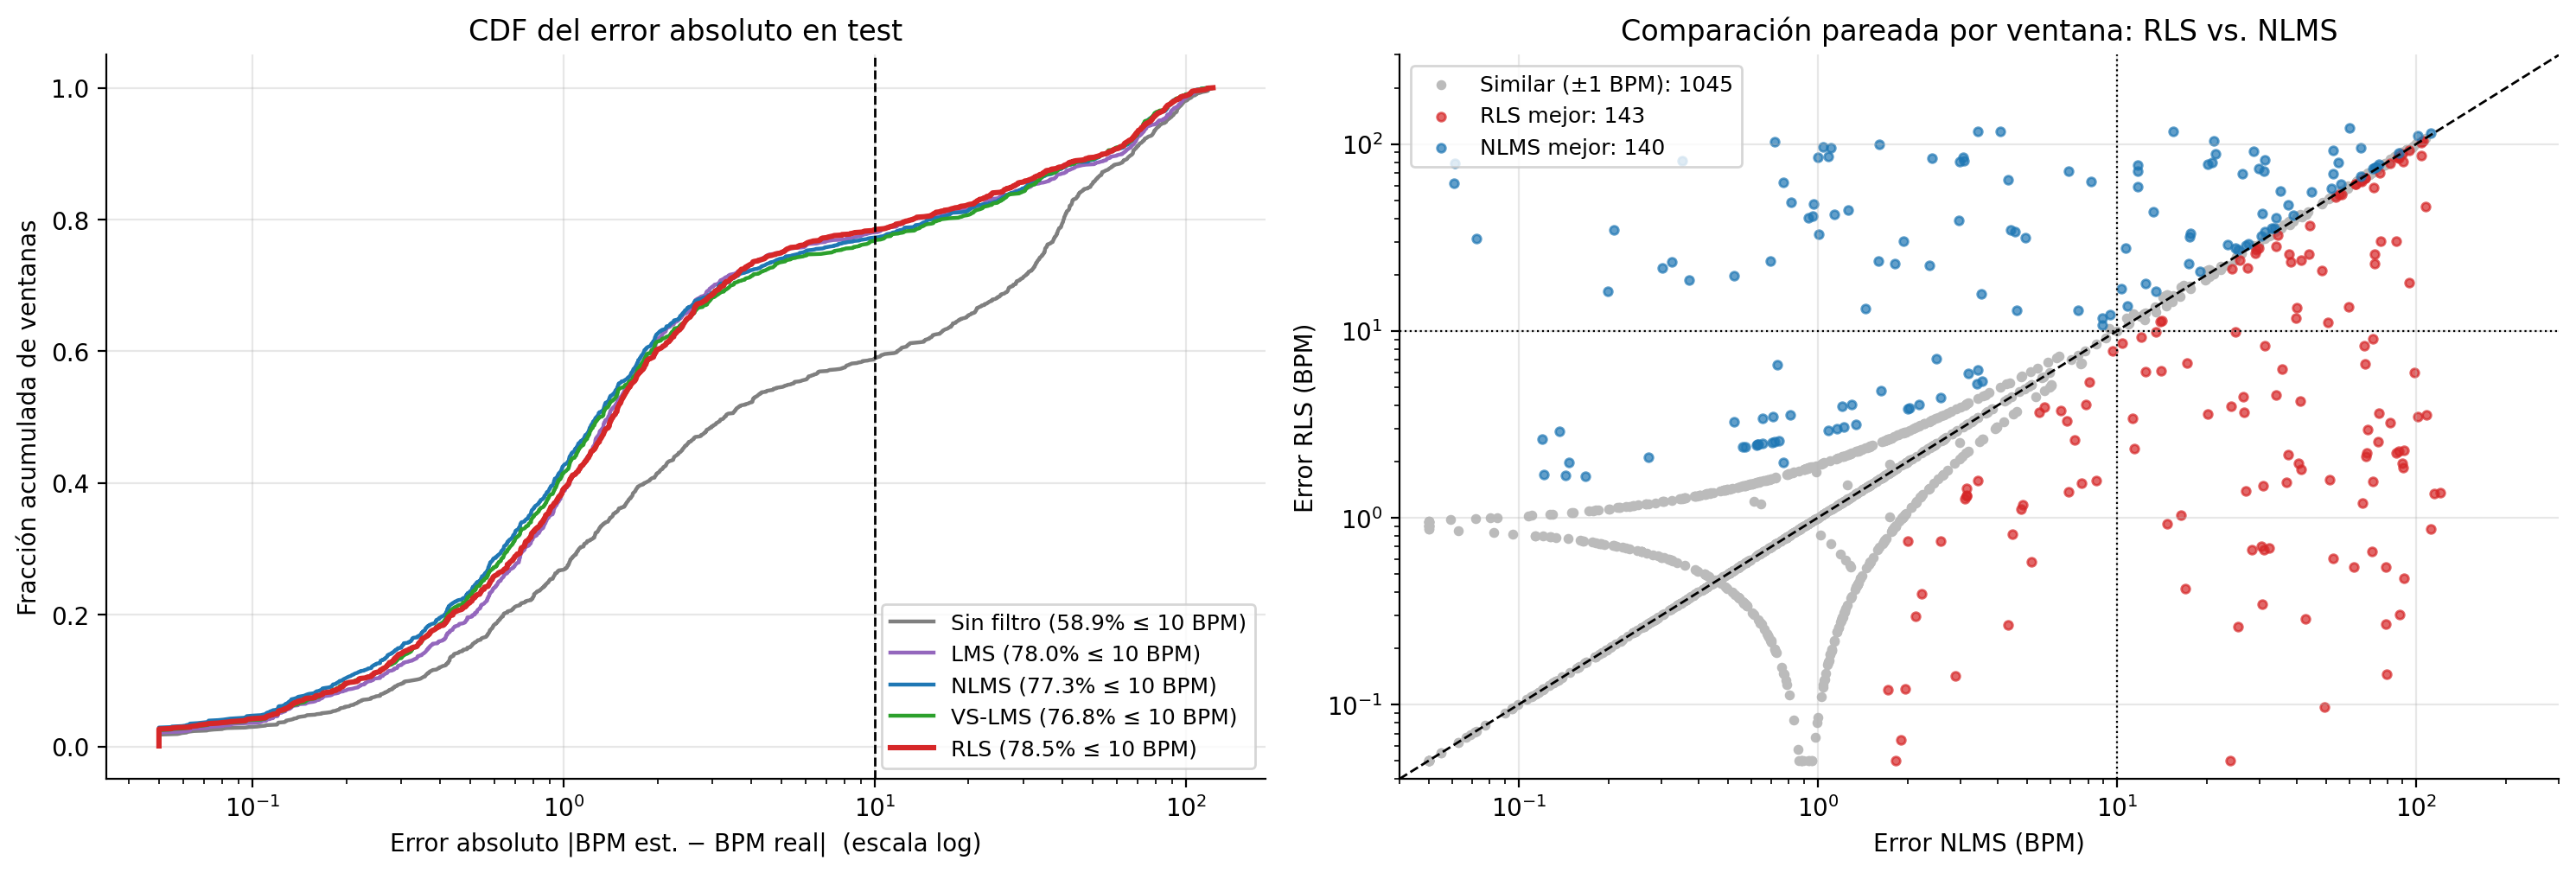 CDF del error absoluto en test
Fracción acumulada de ventanas
1.0
0.8
0.6
0.4
0.2
0.0
Sin filtro (58.9% ≤ 10 BPM)
LMS (78.0% ≤ 10 BPM)
NLMS (77.3% ≤ 10 BPM)
VS-LMS (76.8% ≤ 10 BPM)
RLS (78.5% ≤ 10 BPM)
10⁻¹ 10⁰ 10¹ 10²
Error absoluto |BPM est. − BPM real| (escala log)
Comparación pareada por ventana: RLS vs. NLMS
Similar (±1 BPM): 1045
RLS mejor: 143
NLMS mejor: 140
Error RLS (BPM)
10²
10¹
10⁰
10⁻¹
10⁻¹ 10⁰ 10¹ 10²
Error NLMS (BPM)